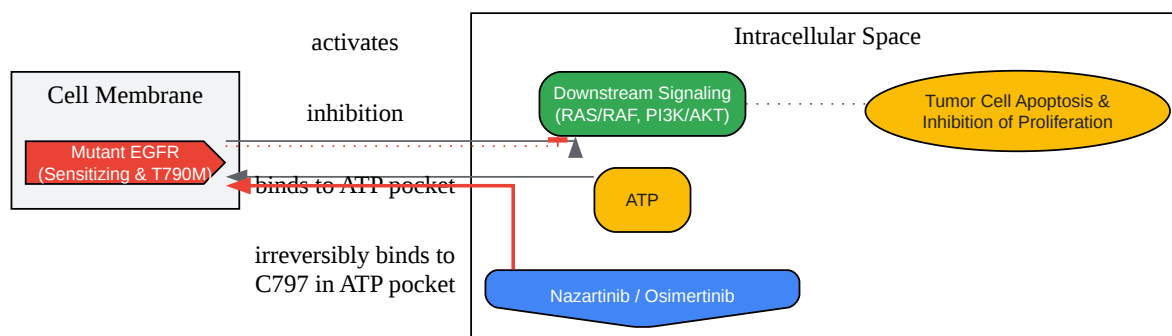 activates
Intracellular Space
Cell Membrane
inhibition
Downstream Signaling
(RAS/RAF, PI3K/AKT)
Tumor Cell Apoptosis &
Inhibition of Proliferation
Mutant EGFR
(Sensitizing & T790M)
binds to ATP pocket
ATP
irreversibly binds to
C797 in ATP pocket
Nazartinib / Osimertinib